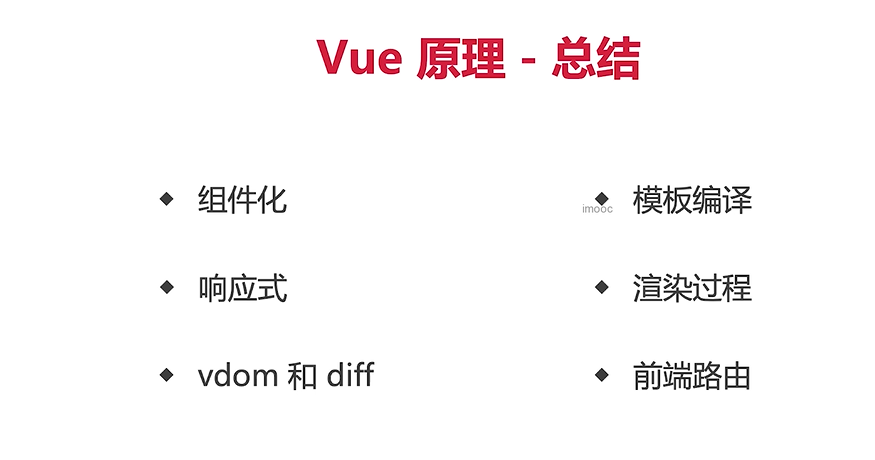 Vue 原理 - 总结
组件化
响应式
vdom 和 diff
imooc
模板编译
渲染过程
前端路由